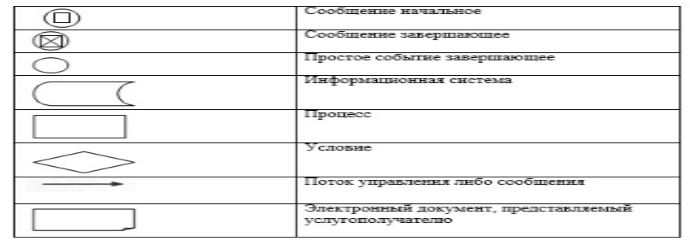 Сообщение начальное
Сообщение завершающее
Простое событие завершающее
Информационная система
Процесс
Условие
Поток управления либо сообщения
Электронный документ, представляемый
услугополучателю